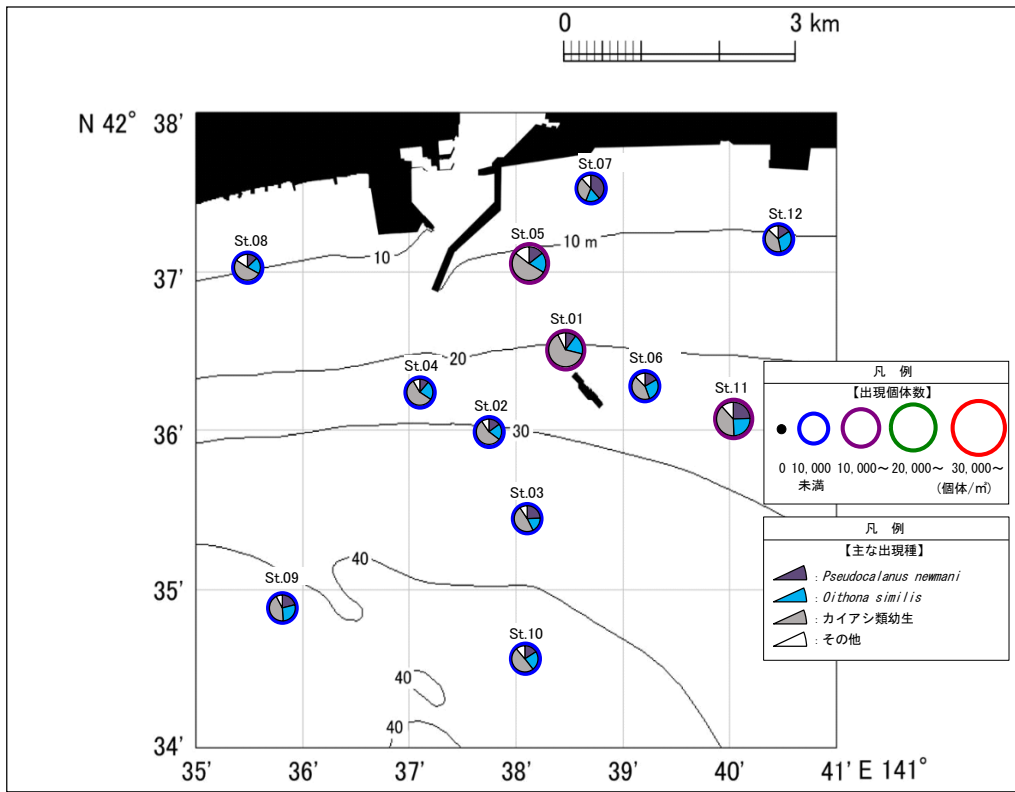 0 3 km
N 42° 38'
St.07
St.12
St.05
10 m
St.08
10
37'
St.01
20
St.06
St.04
St.11
St.02
36'
30
St.03
40
St.09
35'
St.10
40
40
34'
35' 36' 37' 38' 39' 40' 41' E 141°
凡 例
【出現個体数】
0 10,000 10,000~ 20,000~ 30,000~
未満 (個体/㎥)
凡 例
【主な出現種】
: Pseudocalanus newmani
: Oithona similis
: カイアシ類幼生
: その他